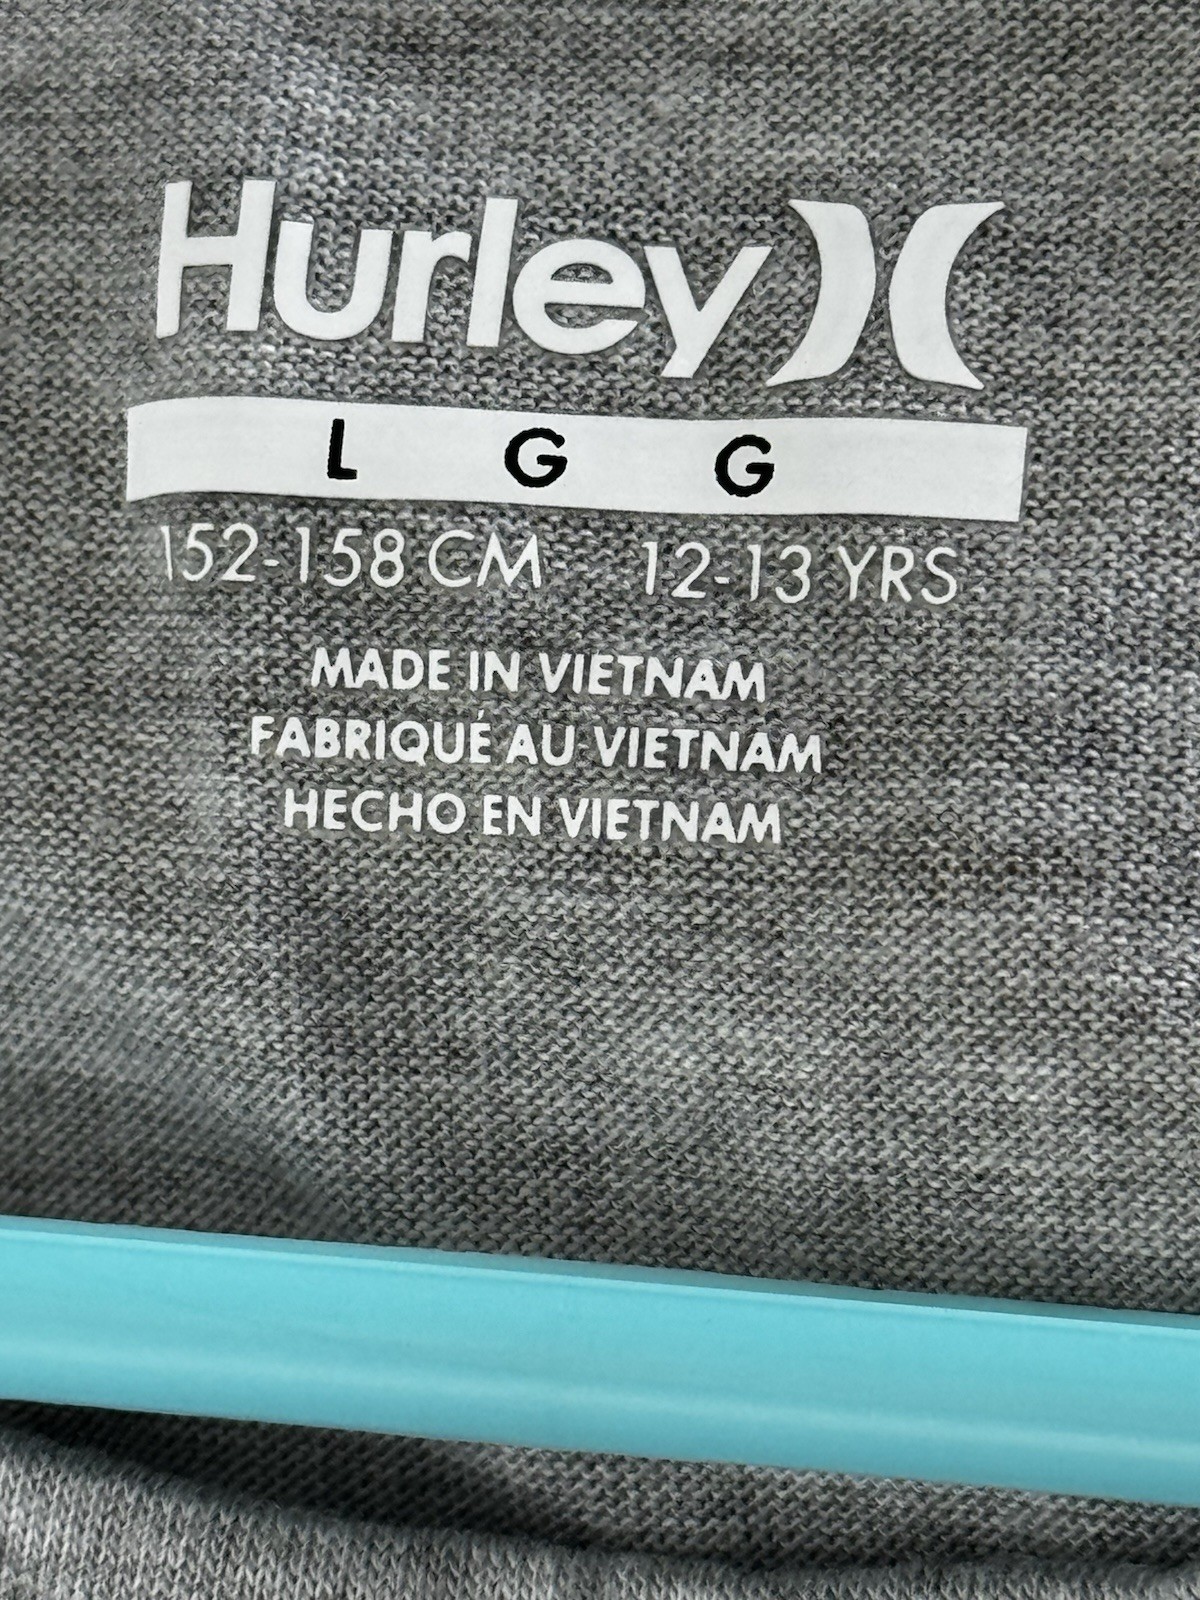 Hurley
L G G
152-158 CM 12-13 YRS
MADE IN VIETNAM
FABRIQUÉ AU VIETNAM
HECHO EN VIETNAM